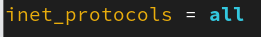 inet_protocols = all